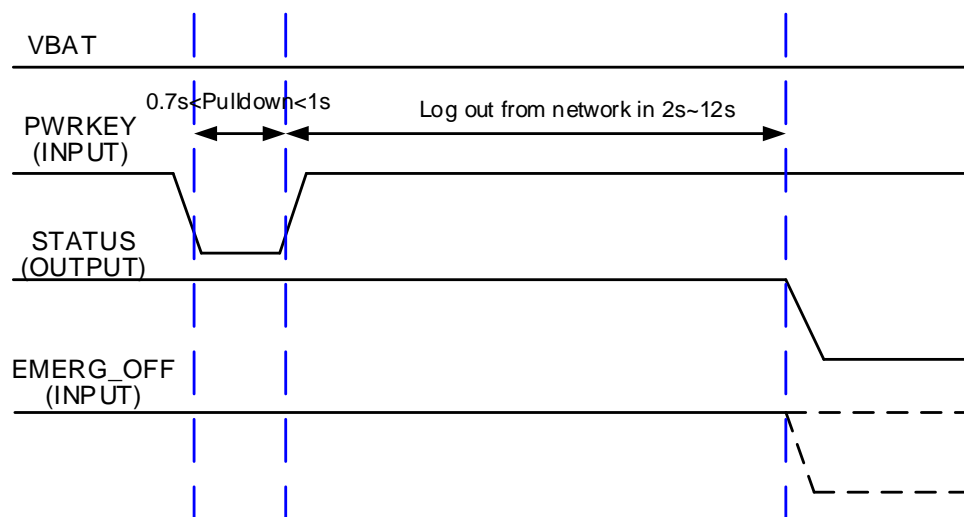 VBAT
0.7s<Pulldown<1s
Log out from network in 2s~12s
PWRKEY
(INPUT)
STATUS
(OUTPUT)
EMERG_OFF
(INPUT)